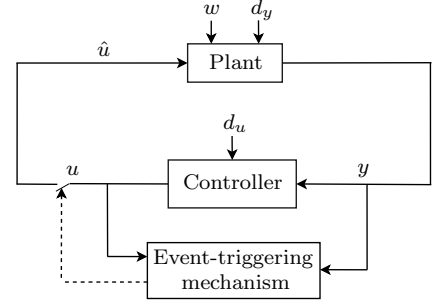 w d_y
û
Plant
d_u
u
Controller
y
Event-triggering
mechanism